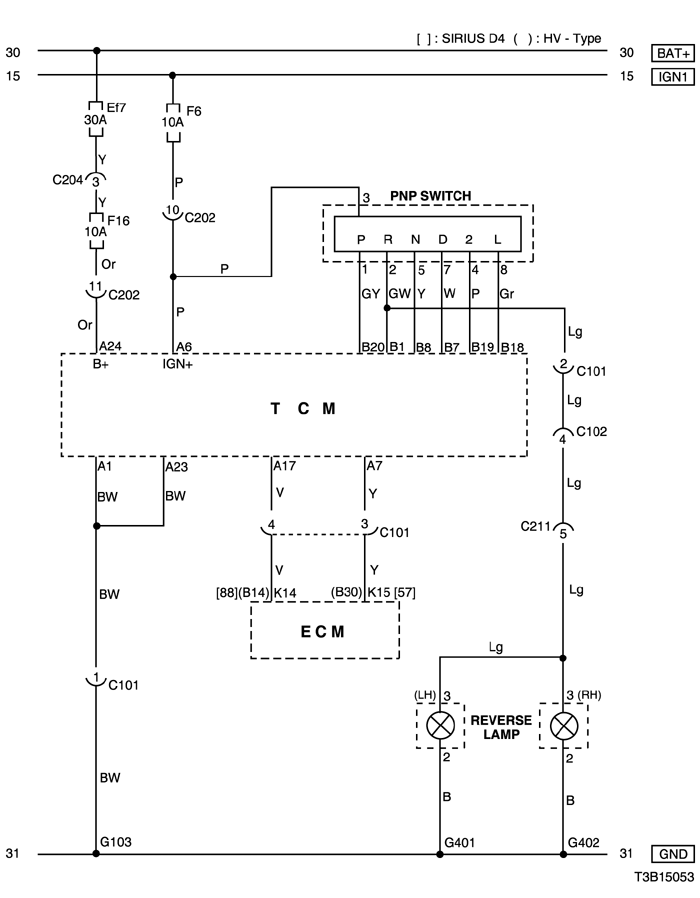 [ ] : SIRIUS D4 ( ) : HV - Type
30 30 BAT+
15 15 IGN1
Ef7
30A
F6
10A
Y
C204 3
P
PNP SWITCH
3
Y
10 C202
F16
10A
P R N D 2 L
Or
P
1 2 5 7 4 8
11 C202
GY GW Y W P Gr
P
Or
Lg
A24 A6 B20 B1 B8 B7 B19 B18
B+ IGN+
2 C101
T C M
Lg
C102
4
A1 A23 A17 A7
BW BW V Y
Lg
4 3 C101
C211 5
V Y
BW
[88](B14) K14 (B30) K15 [57]
Lg
E C M
Lg
1 C101
(LH) 3 3 (RH)
REVERSE
LAMP
2 2
BW
B B
G103 G401 G402
31 31 GND
T3B15053